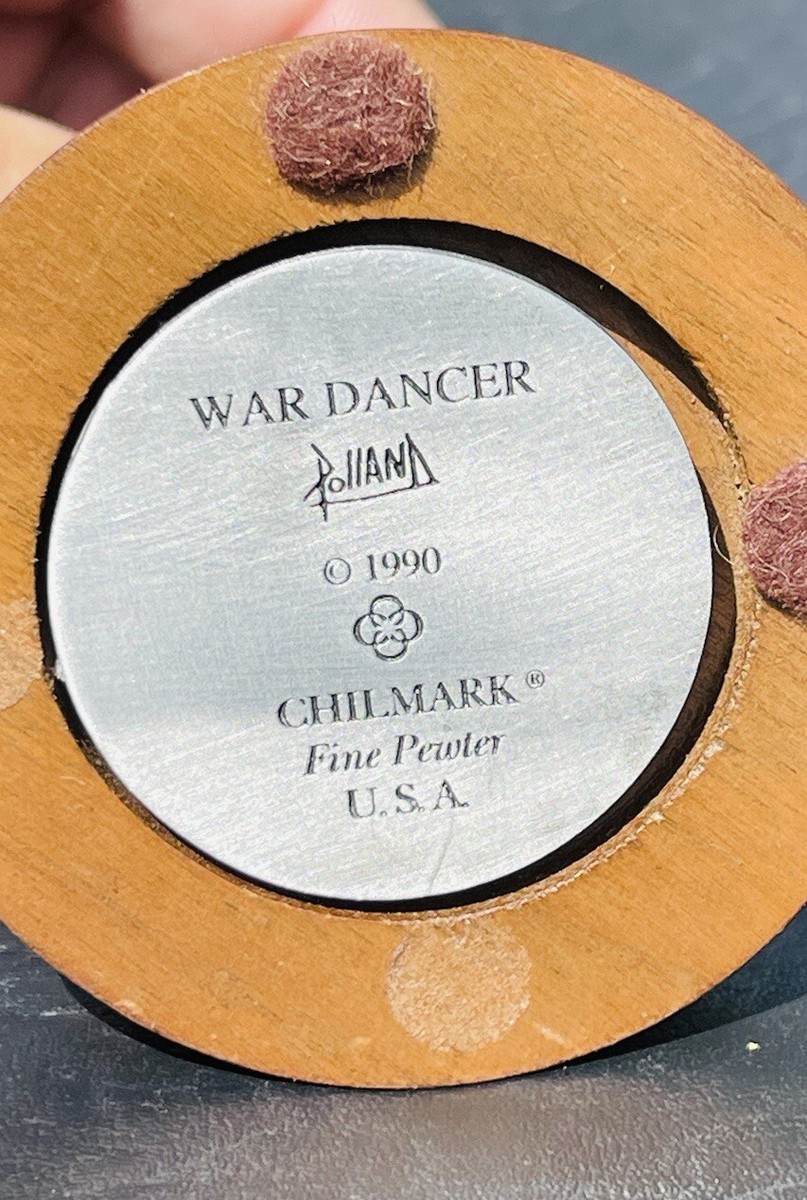 WAR DANCER
Polland
© 1990
CHILMARK®
Fine Pewter
U.S.A.